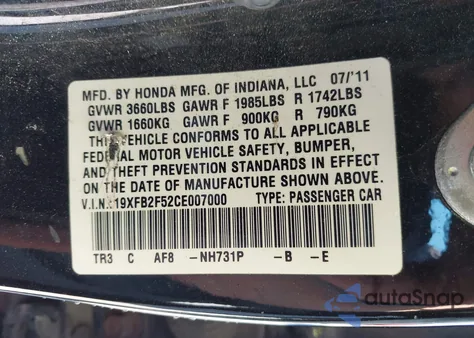 MFD. BY HONDA MFG. OF INDIANA, LLC 07/'11
GVWR 3660LBS GAWR F 1985LBS R 1742LBS
GVWR 1660KG GAWR F 900KG R 790KG
THIS VEHICLE CONFORMS TO ALL APPLICABLE
FEDERAL MOTOR VEHICLE SAFETY, BUMPER,
AND THEFT PREVENTION STANDARDS IN EFFECT
ON THE DATE OF MANUFACTURE SHOWN ABOVE.
V.I.N.: 19XFB2F52CE007000 TYPE: PASSENGER CAR
TR3 C AF8 -NH731P -B -E
autoSnap